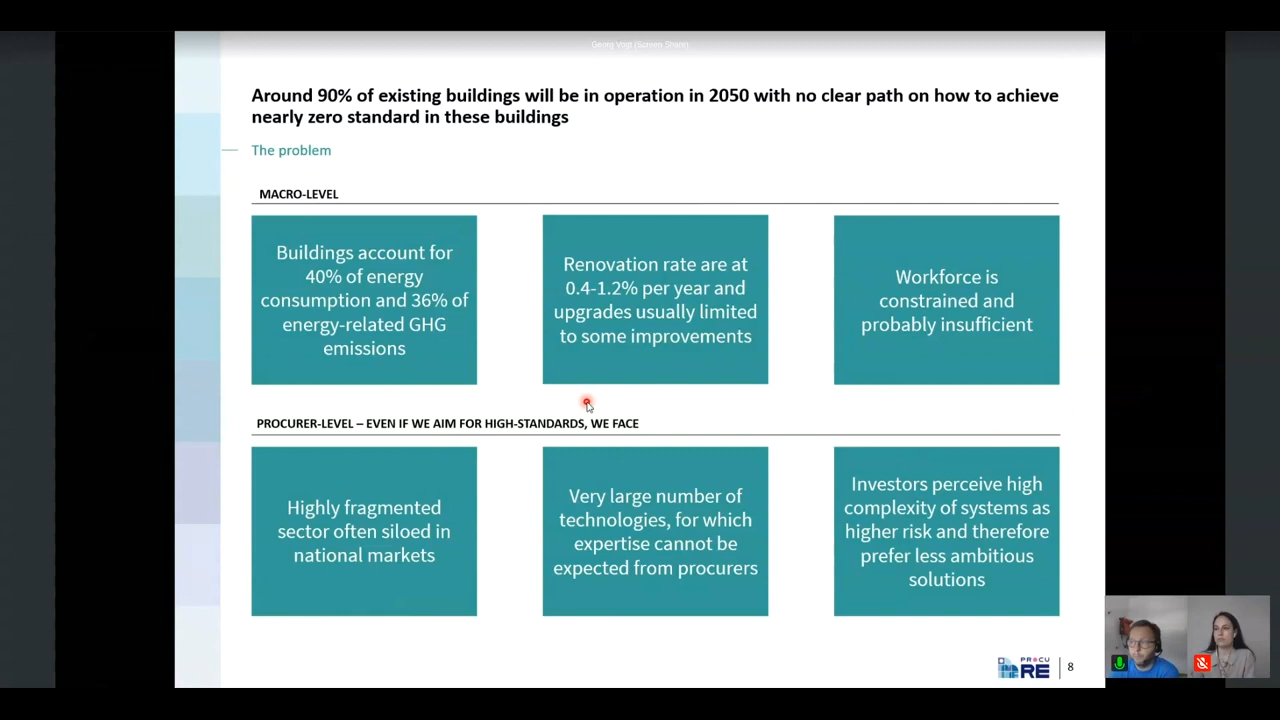 Georg Vogt (Screen Share)
Around 90% of existing buildings will be in operation in 2050 with no clear path on how to achieve
nearly zero standard in these buildings
The problem
MACRO-LEVEL
Buildings account for
40% of energy
consumption and 36% of
energy-related GHG
emissions
Renovation rate are at
0.4-1.2% per year and
upgrades usually limited
to some improvements
Workforce is
constrained and
probably insufficient
PROCURER-LEVEL – EVEN IF WE AIM FOR HIGH-STANDARDS, WE FACE
Highly fragmented
sector often siloed in
national markets
Very large number of
technologies, for which
expertise cannot be
expected from procurers
Investors perceive high
complexity of systems as
higher risk and therefore
prefer less ambitious
solutions
PROCU
RE
8